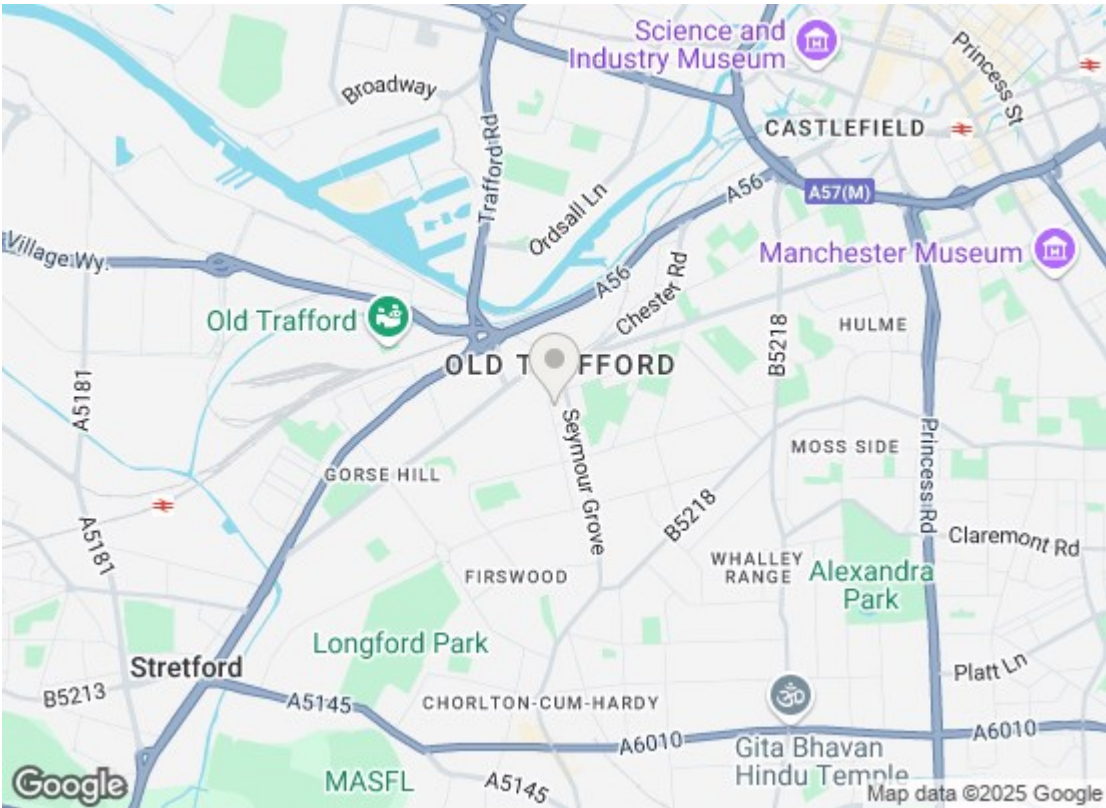 Science and
Industry Museum
Princess St
Broadway
CASTLEFIELD
Trafford Rd
Ordsall Ln
A56
A57(M)
Village Wy.
A56
Chester Rd
Manchester Museum
Old Trafford
B5218
HULME
OLD T FFORD
A5181
Seymour Grove
MOSS SIDE
Princess Rd
GORSE HILL
B5218
A5181
Claremont Rd
FIRSWOOD
WHALLEY
RANGE
Alexandra
Park
Longford Park
Stretford
Platt Ln
B5213
A5145
CHORLTON-CUM-HARDY
A6010
A6010
Gita Bhavan
Hindu Temple
MASFL
A5145
Google
Map data ©2025 Google